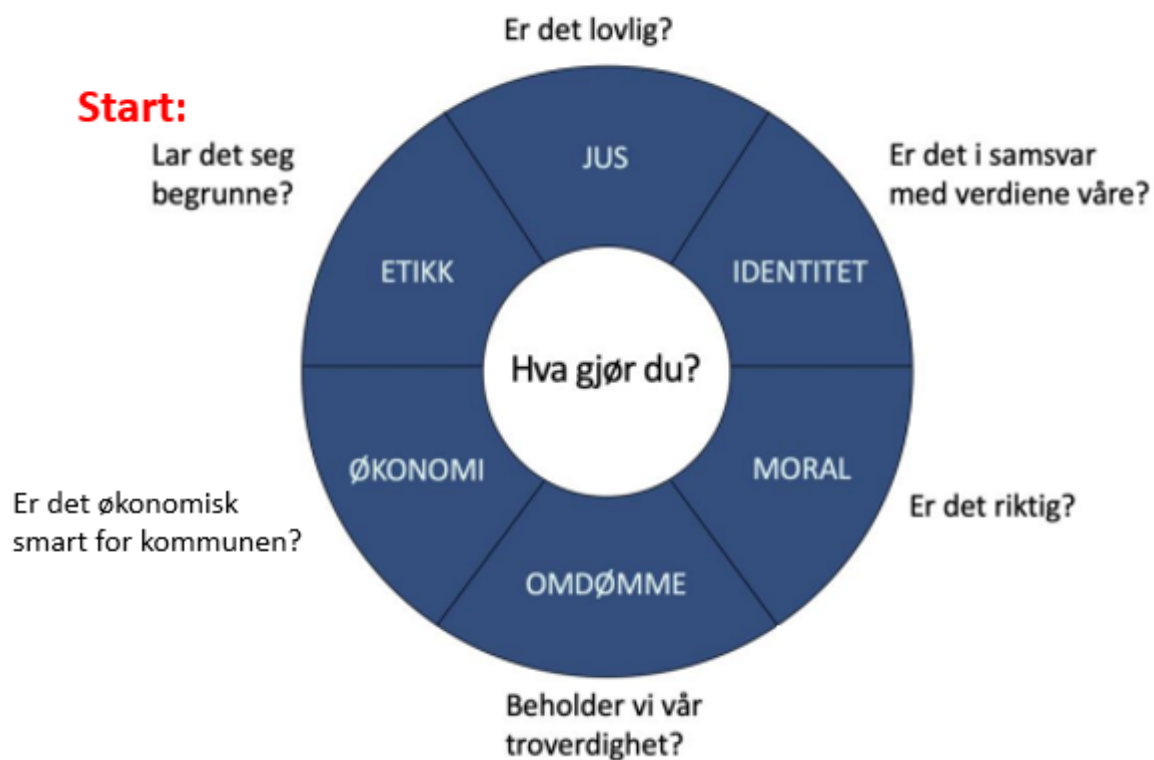 Er det lovlig?
Start:
Lar det seg
begrunne?
JUS
Er det i samsvar
med verdiene våre?
ETIKK
IDENTITET
Hva gjør du?
ØKONOMI
MORAL
Er det økonomisk
smart for kommunen?
Er det riktig?
OMDØMME
Beholder vi vår
troverdighet?